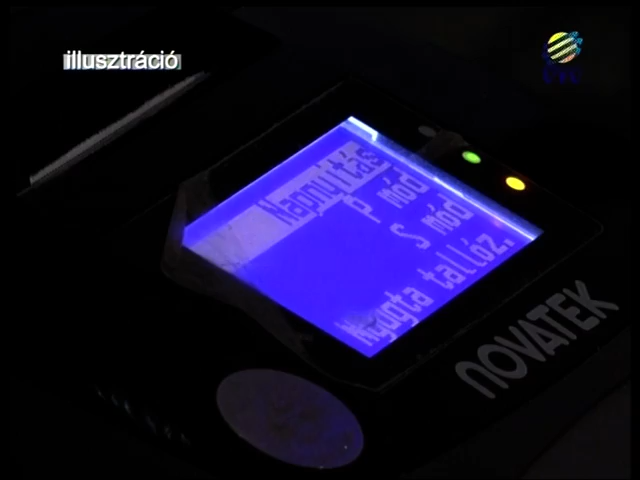 illusztráció
Napnyitás
P mód
S mód
Nyugta tallóz.
NOVATEK